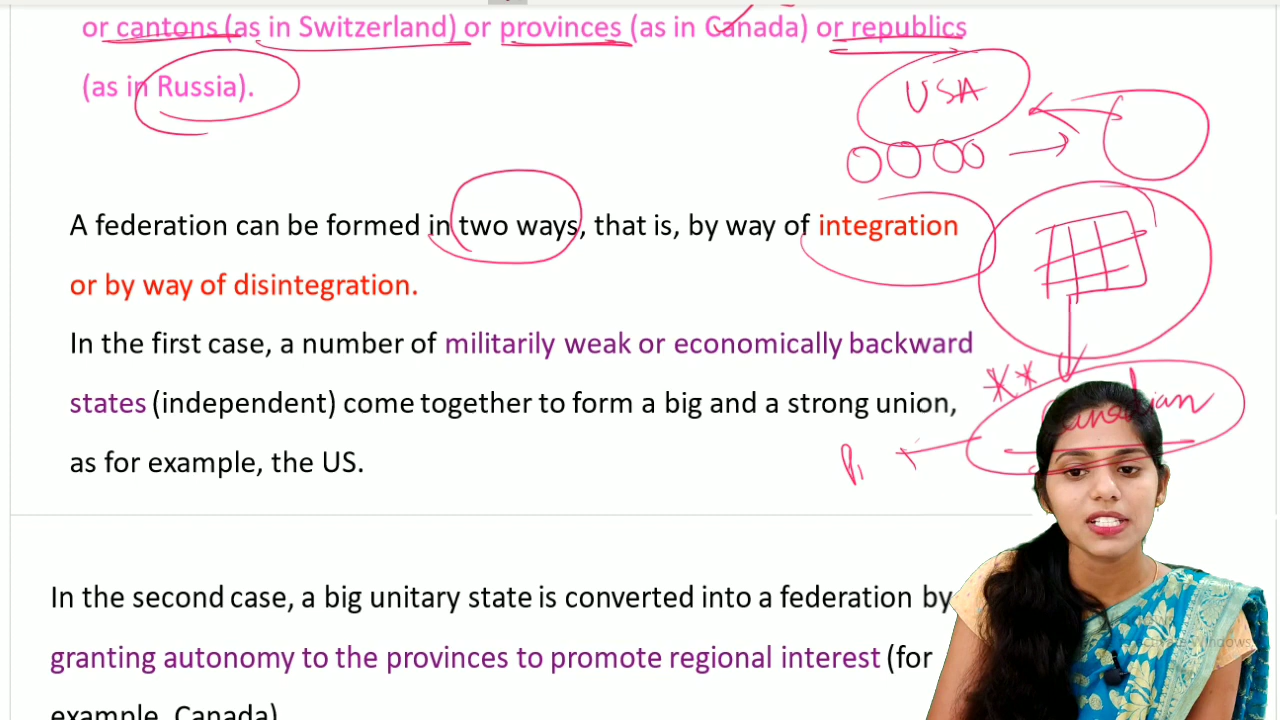 or cantons (as in Switzerland) or provinces (as in Canada) or republics
(as in Russia).
USA
A federation can be formed in two ways, that is, by way of integration
or by way of disintegration.
In the first case, a number of militarily weak or economically backward
states (independent) come together to form a big and a strong union,
Canadian
as for example, the US.
P1
In the second case, a big unitary state is converted into a federation by
granting autonomy to the provinces to promote regional interest (for
example, Canada)